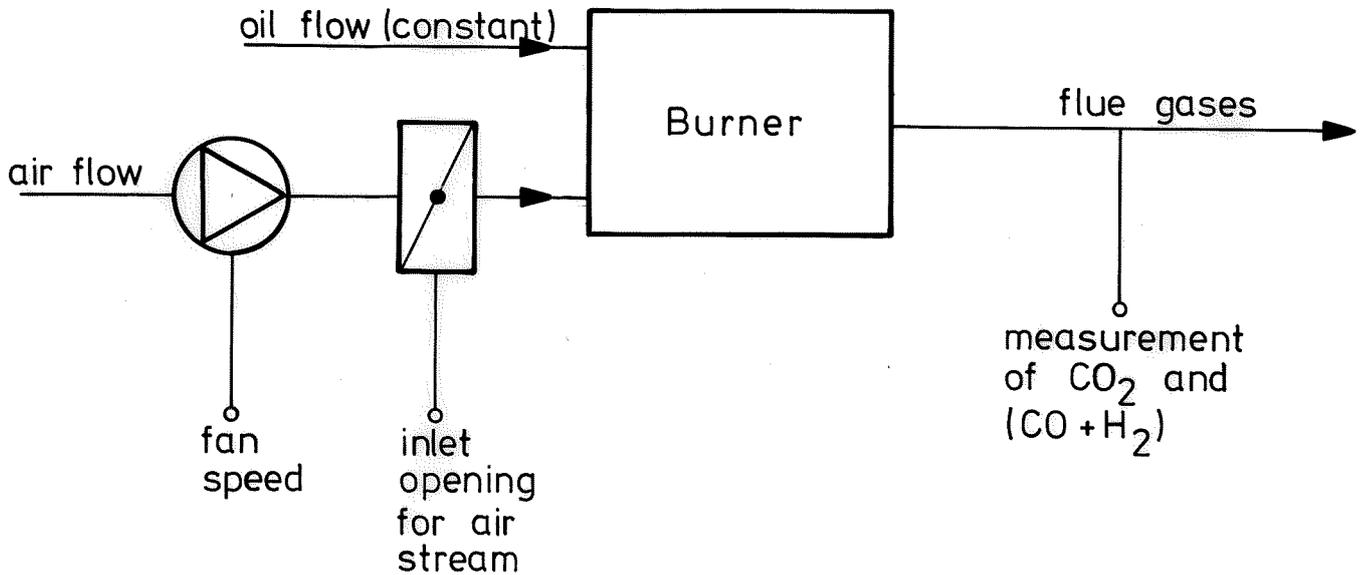 oil flow (constant)
Burner
flue gases
air flow
fan
speed
inlet
opening
for air
stream
measurement
of CO₂ and
(CO + H₂)